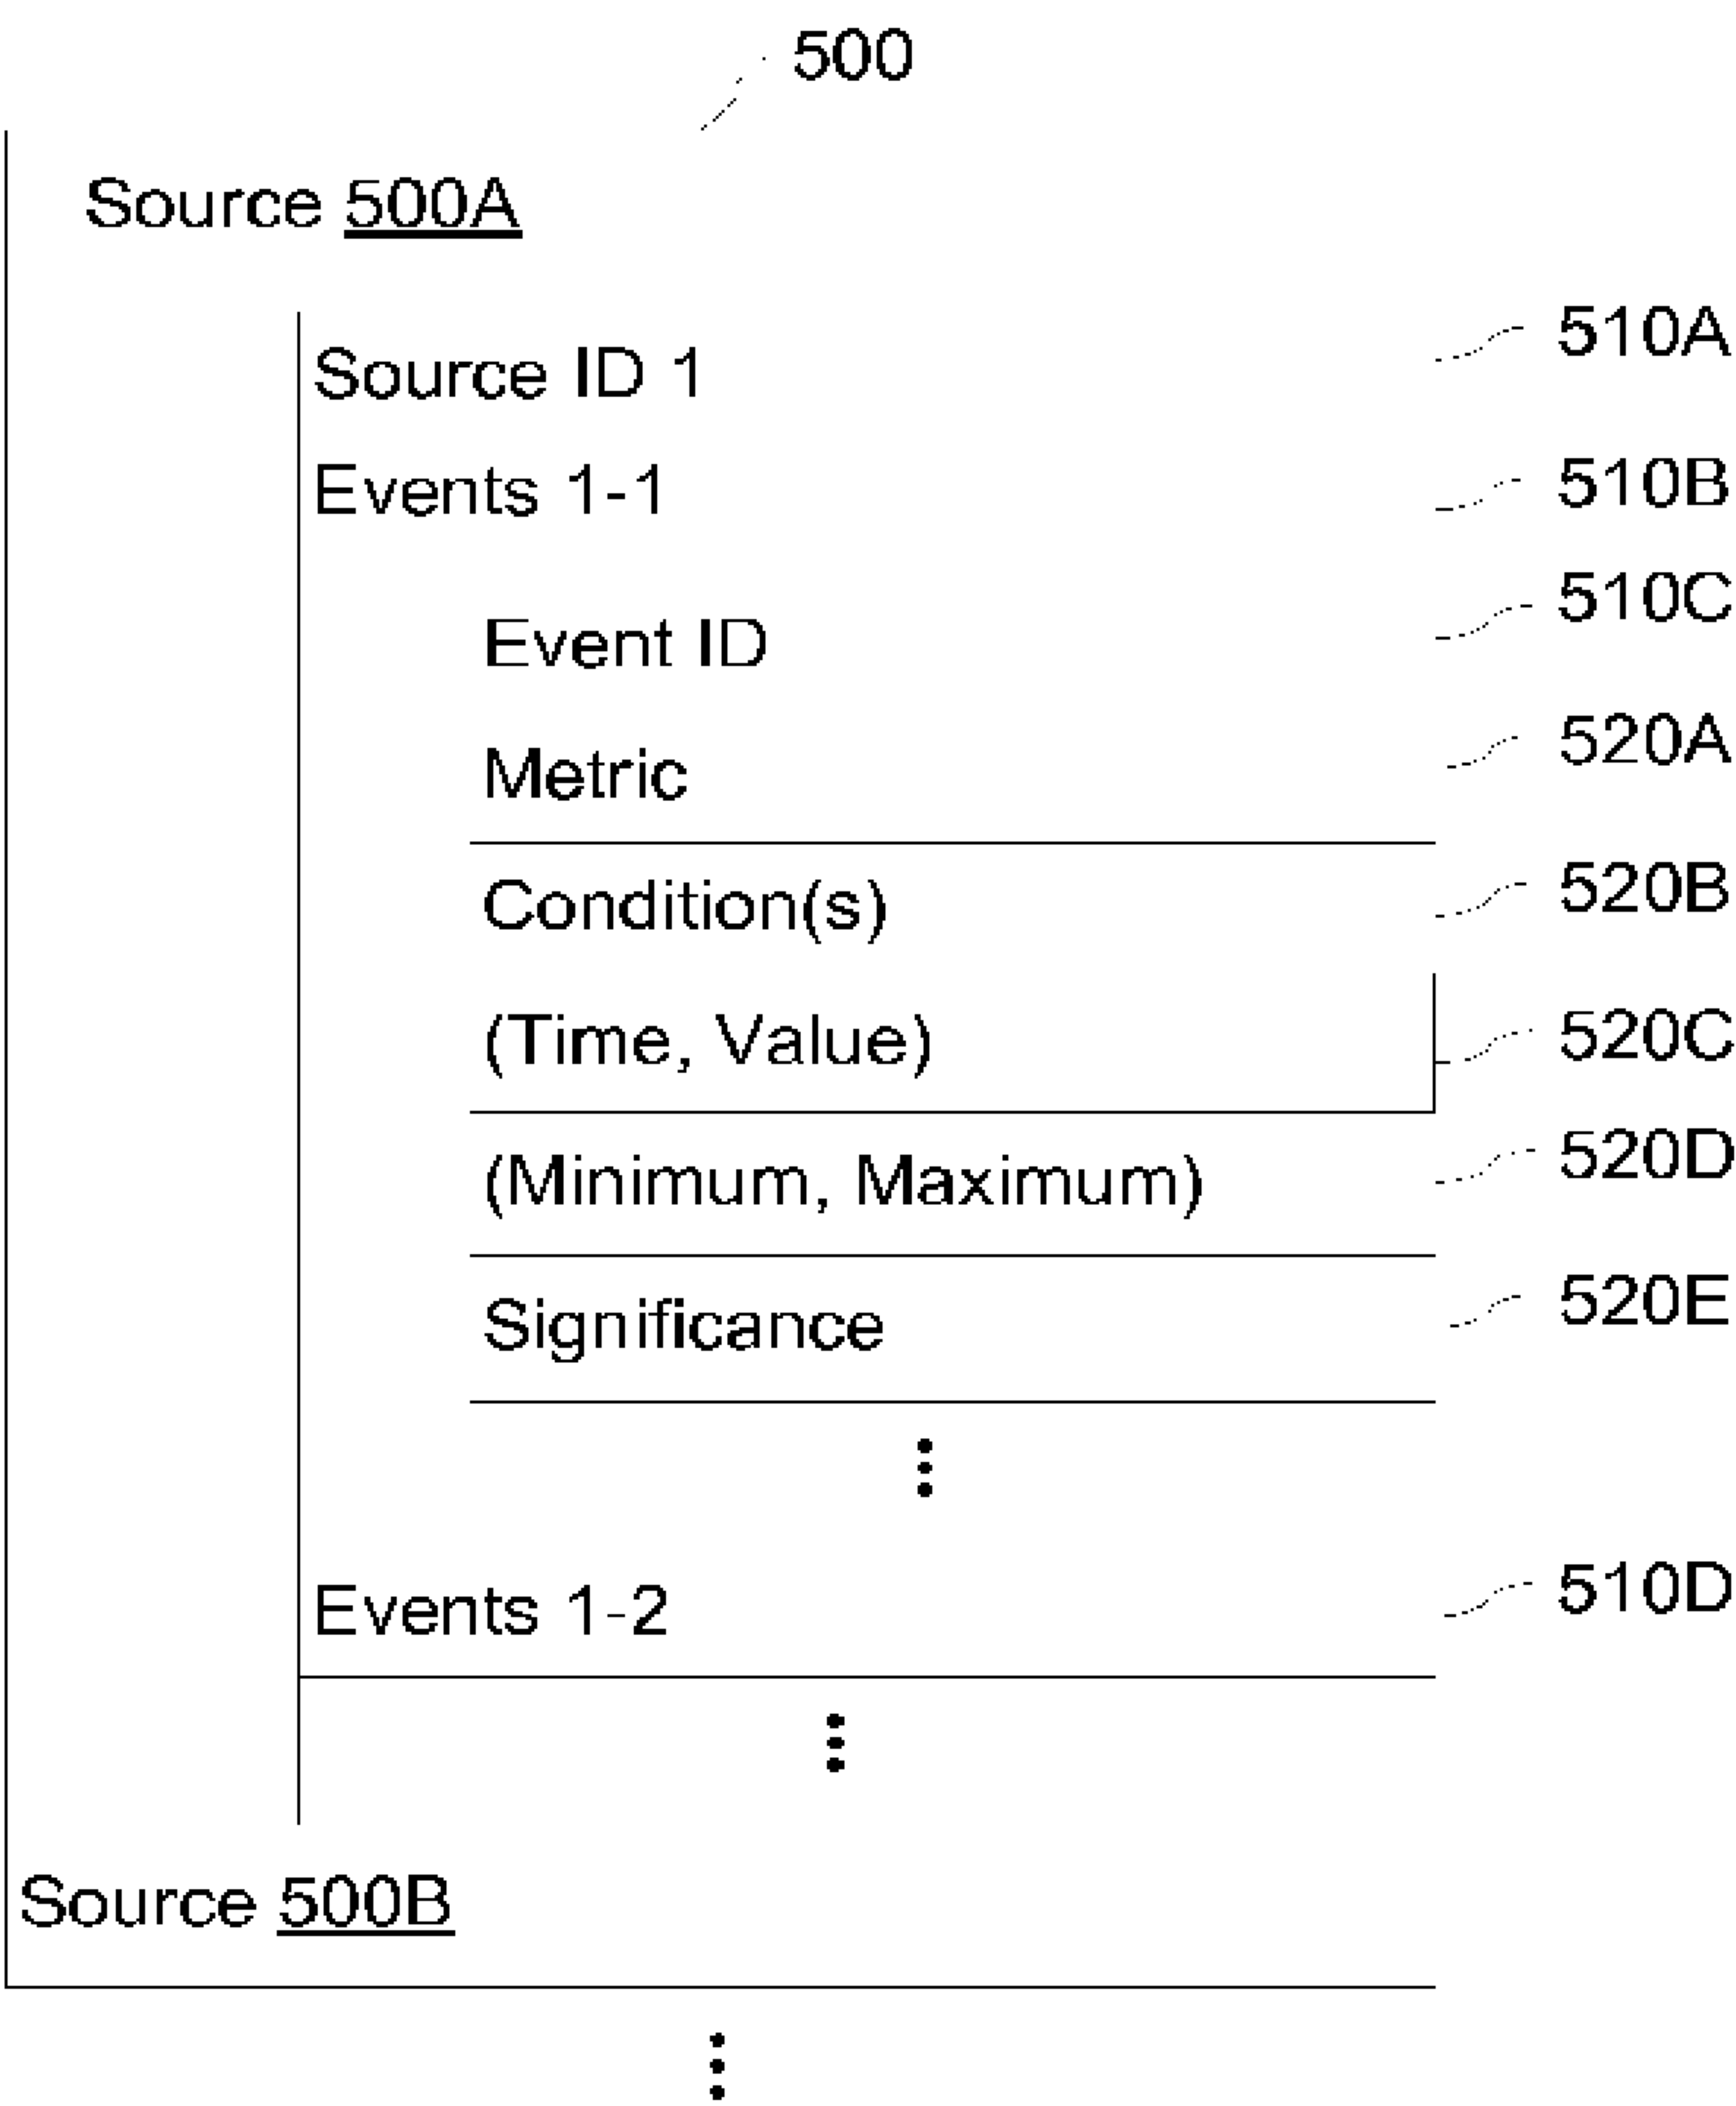 500
Source 500A
Source ID 1 510A
Events 1-1 510B
Event ID 510C
Metric 520A
Condition(s) 520B
(Time, Value) 520C
(Minimum, Maximum) 520D
Significance 520E
Events 1-2 510D
Source 500B